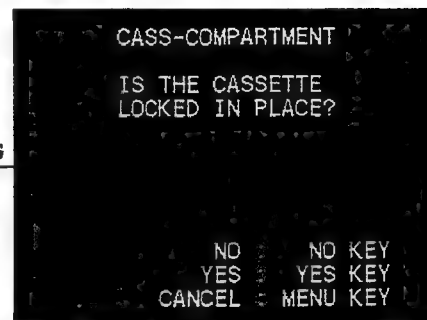 CASS-COMPARTMENT
IS THE CASSETTE
LOCKED IN PLACE?
NO NO KEY
YES YES KEY
CANCEL : MENU KEY